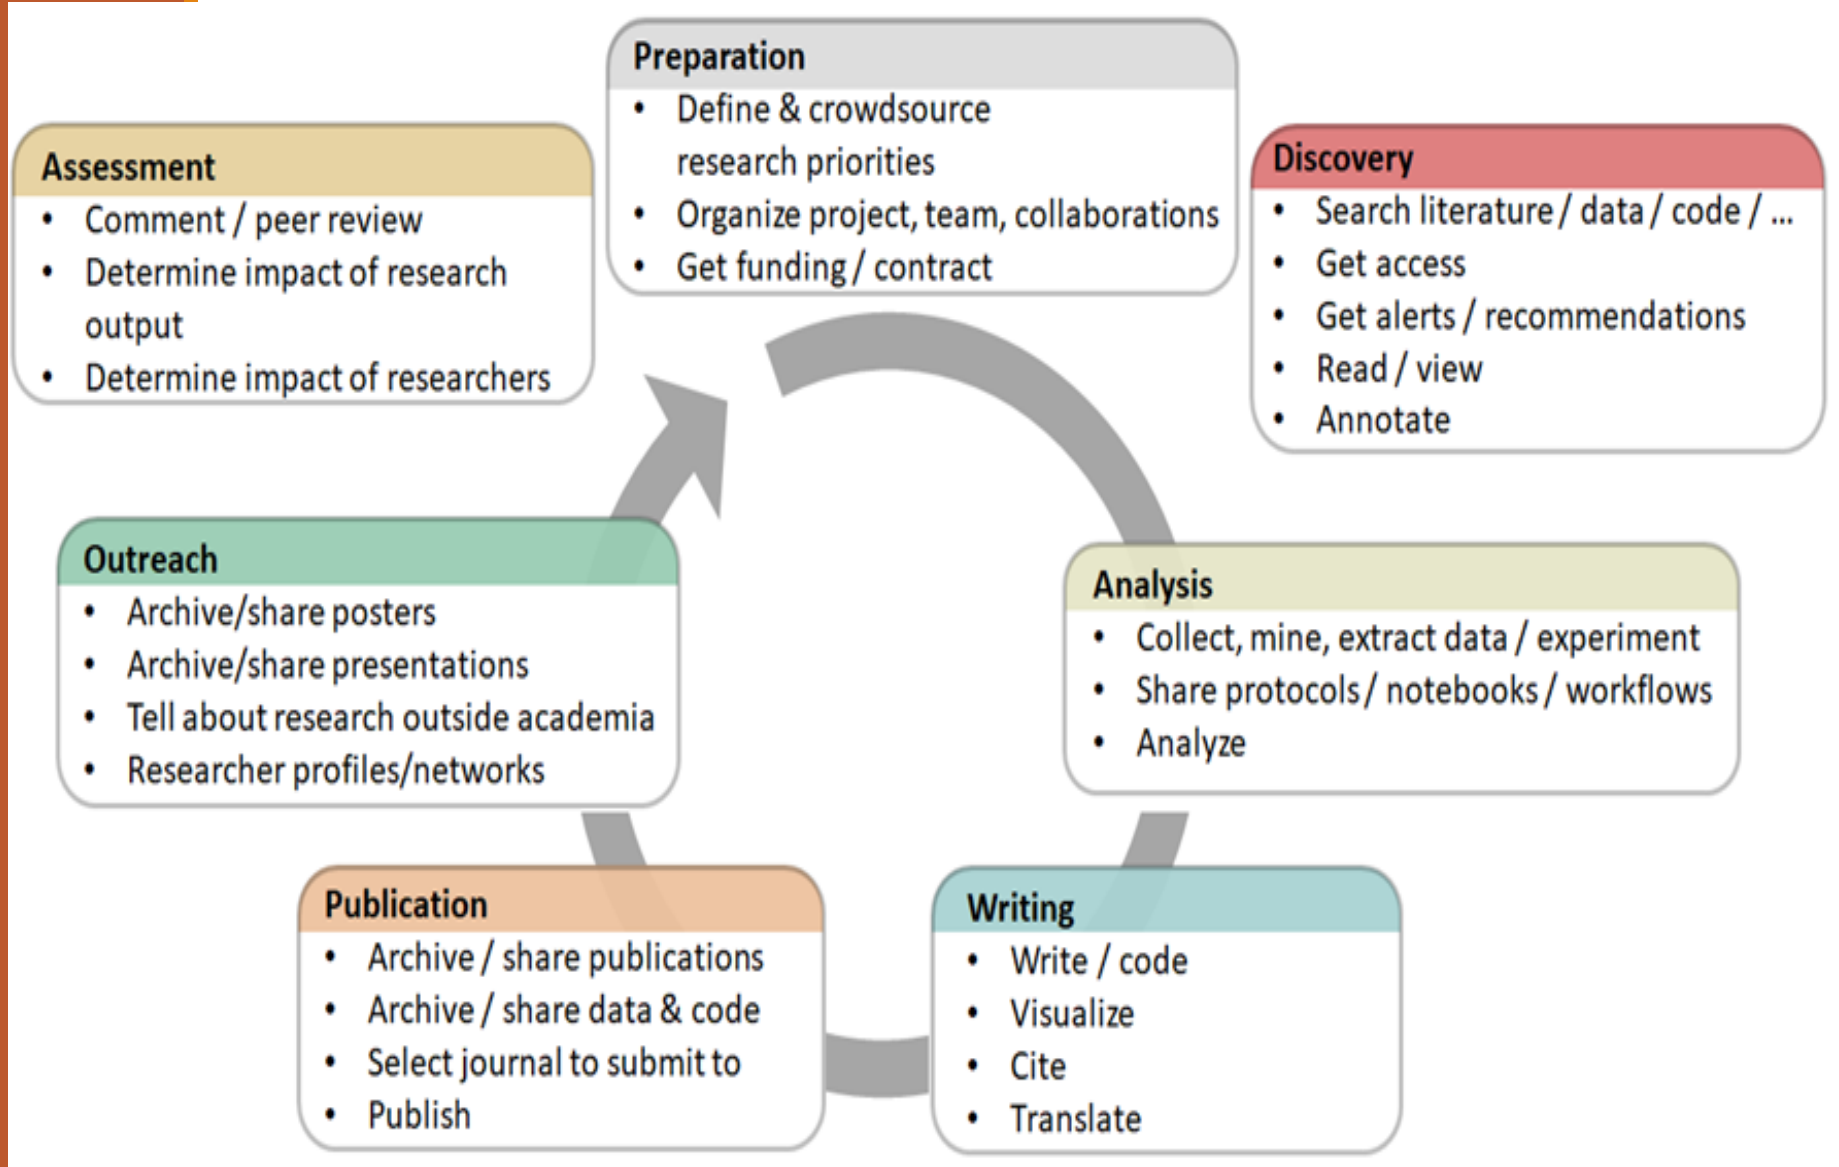 Preparation
• Define & crowdsource
research priorities
• Organize project, team, collaborations
• Get funding / contract
Discovery
• Search literature / data / code / ...
• Get access
• Get alerts / recommendations
• Read / view
• Annotate
Analysis
• Collect, mine, extract data / experiment
• Share protocols / notebooks / workflows
• Analyze
Writing
• Write / code
• Visualize
• Cite
• Translate
Publication
• Archive / share publications
• Archive / share data & code
• Select journal to submit to
• Publish
Outreach
• Archive/share posters
• Archive/share presentations
• Tell about research outside academia
• Researcher profiles/networks
Assessment
• Comment / peer review
• Determine impact of research
output
• Determine impact of researchers